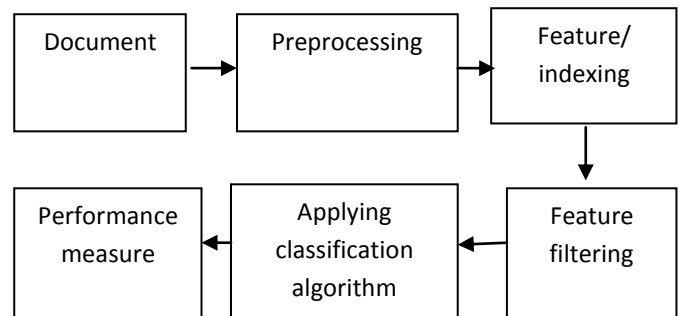 Document
Preprocessing
Feature/
indexing
Feature
filtering
Applying
classification
algorithm
Performance
measure